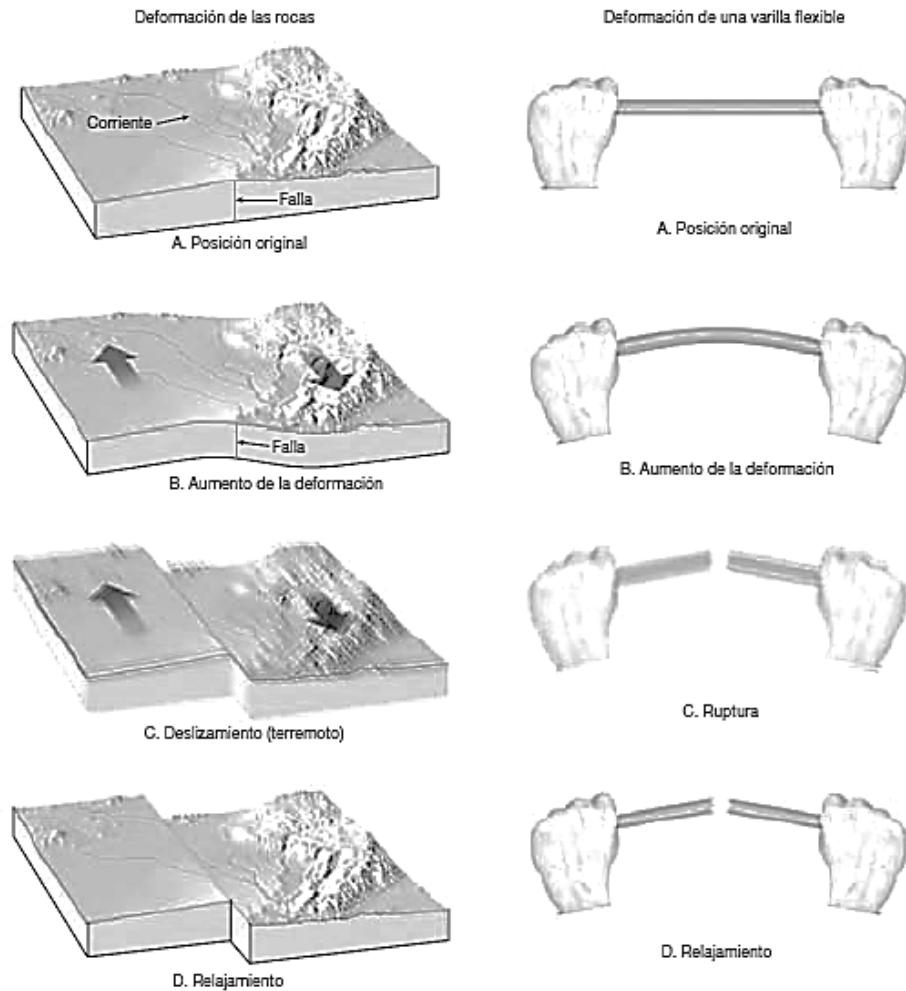 Deformación de las rocas
Deformación de una varilla flexible
Corriente
Falla
A. Posición original
A. Posición original
Falla
B. Aumento de la deformación
B. Aumento de la deformación
C. Deslizamiento (terremoto)
C. Ruptura
D. Relajamiento
D. Relajamiento